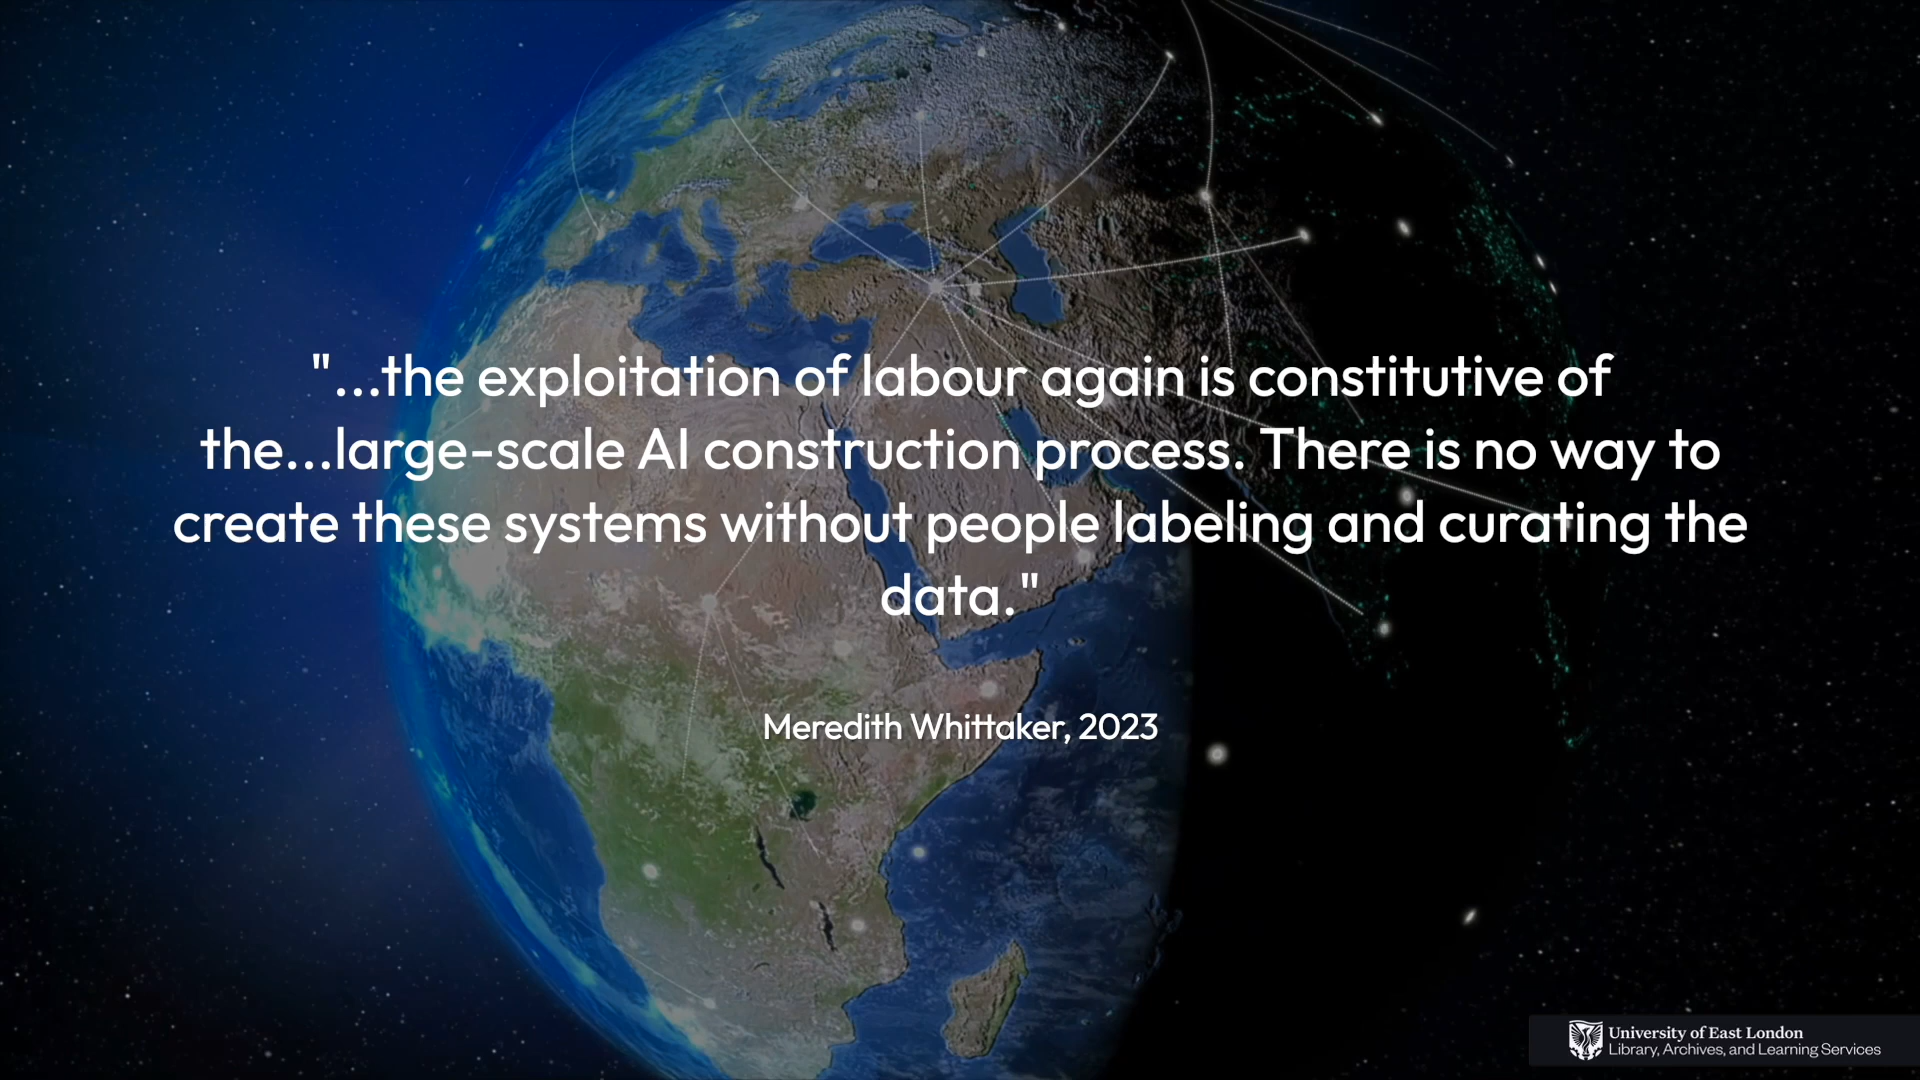 "...the exploitation of labour again is constitutive of
the...large-scale AI construction process. There is no way to
create these systems without people labeling and curating the
data."
Meredith Whittaker, 2023
University of East London
Library, Archives, and Learning Services